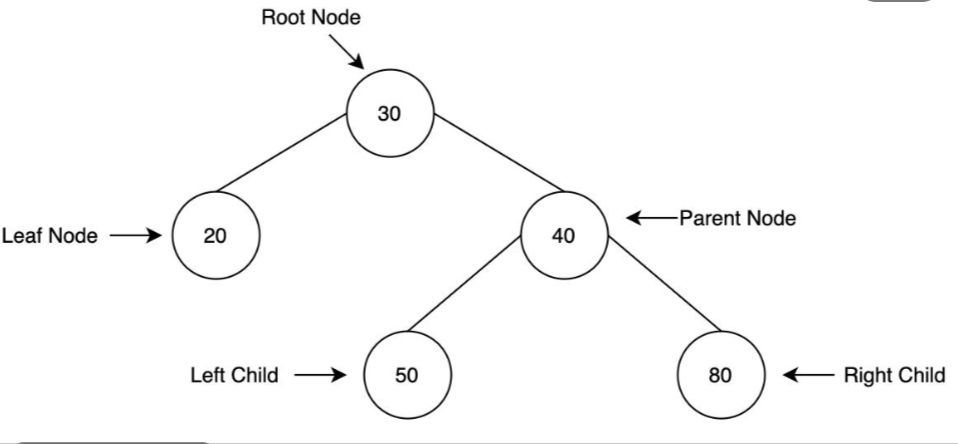 Root Node
30
Leaf Node
20
40
Parent Node
Left Child
50
80
Right Child